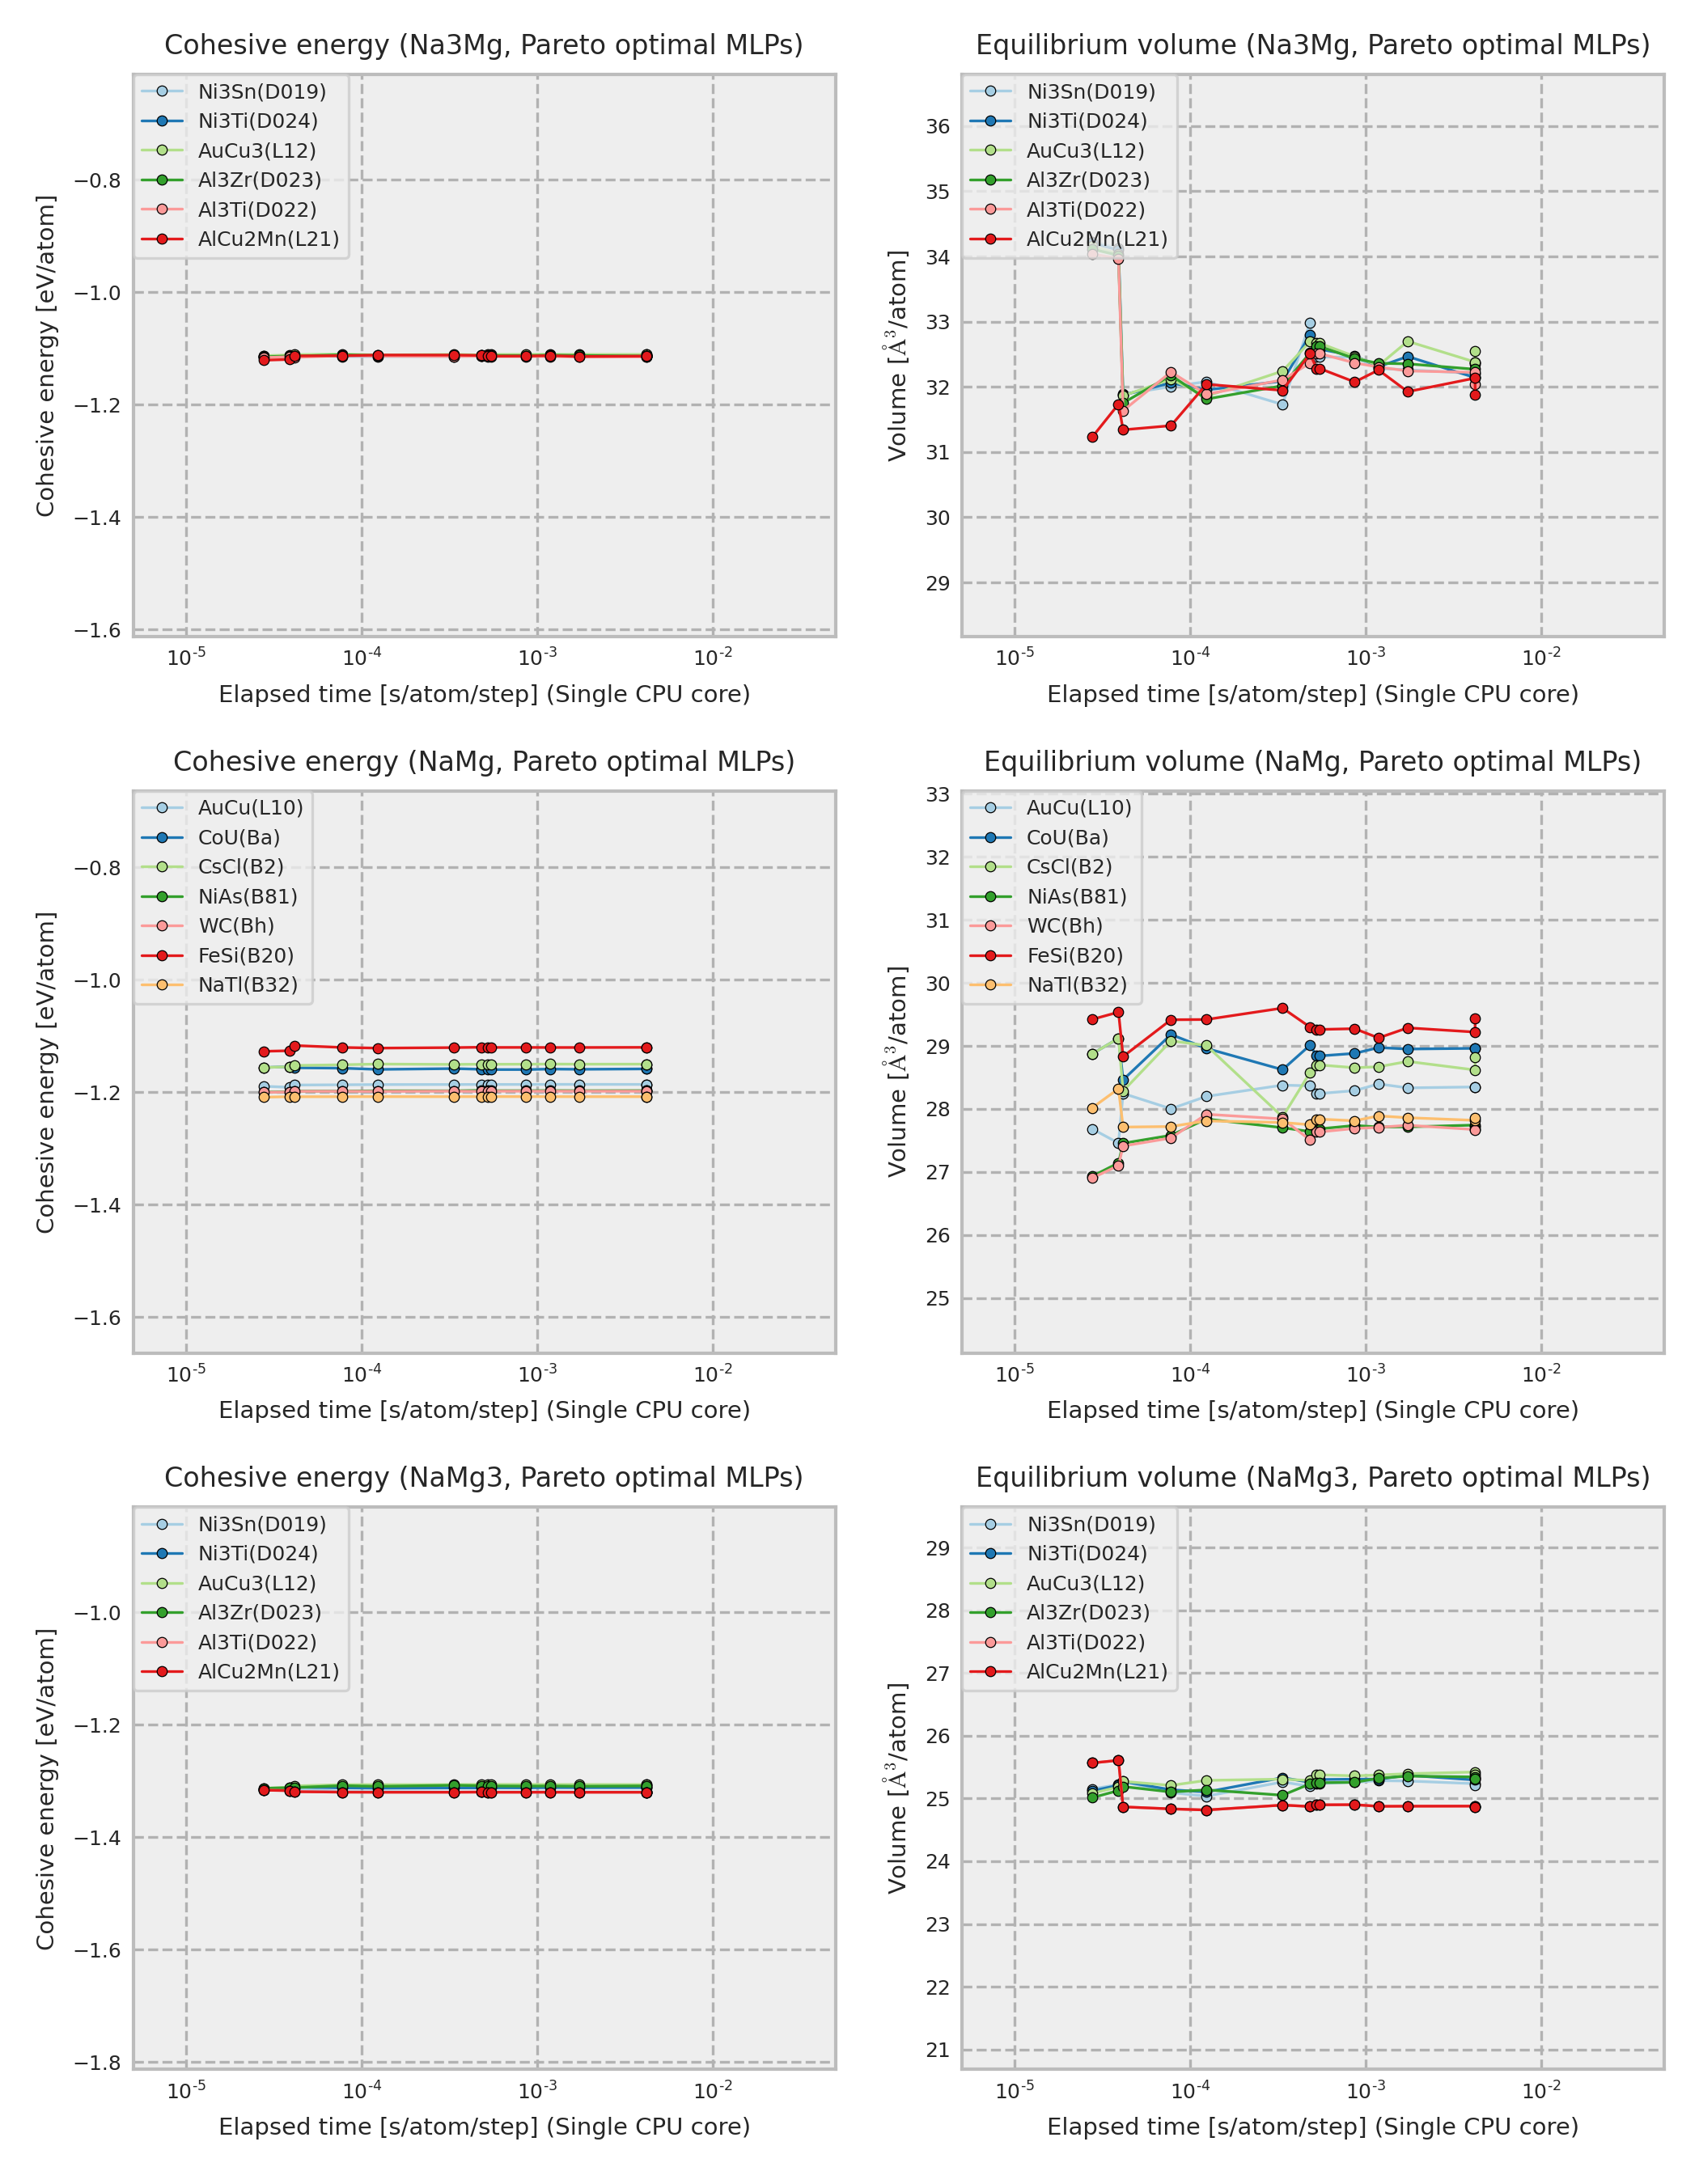 Cohesive energy (Na3Mg, Pareto optimal MLPs)
Ni3Sn(D019)
Ni3Ti(D024)
AuCu3(L12)
Al3Zr(D023)
Al3Ti(D022)
AlCu2Mn(L21)
−0.8
−1.0
−1.2
−1.4
−1.6
Cohesive energy [eV/atom]
10⁻⁵ 10⁻⁴ 10⁻³ 10⁻²
Elapsed time [s/atom/step] (Single CPU core)
Equilibrium volume (Na3Mg, Pareto optimal MLPs)
Ni3Sn(D019)
Ni3Ti(D024)
AuCu3(L12)
Al3Zr(D023)
Al3Ti(D022)
AlCu2Mn(L21)
36
35
34
33
32
31
30
29
Volume [Å³/atom]
10⁻⁵ 10⁻⁴ 10⁻³ 10⁻²
Elapsed time [s/atom/step] (Single CPU core)
Cohesive energy (NaMg, Pareto optimal MLPs)
AuCu(L10)
CoU(Ba)
CsCl(B2)
NiAs(B81)
WC(Bh)
FeSi(B20)
NaTl(B32)
−0.8
−1.0
−1.2
−1.4
−1.6
Cohesive energy [eV/atom]
10⁻⁵ 10⁻⁴ 10⁻³ 10⁻²
Elapsed time [s/atom/step] (Single CPU core)
Equilibrium volume (NaMg, Pareto optimal MLPs)
AuCu(L10)
CoU(Ba)
CsCl(B2)
NiAs(B81)
WC(Bh)
FeSi(B20)
NaTl(B32)
33
32
31
30
29
28
27
26
25
Volume [Å³/atom]
10⁻⁵ 10⁻⁴ 10⁻³ 10⁻²
Elapsed time [s/atom/step] (Single CPU core)
Cohesive energy (NaMg3, Pareto optimal MLPs)
Ni3Sn(D019)
Ni3Ti(D024)
AuCu3(L12)
Al3Zr(D023)
Al3Ti(D022)
AlCu2Mn(L21)
−1.0
−1.2
−1.4
−1.6
−1.8
Cohesive energy [eV/atom]
10⁻⁵ 10⁻⁴ 10⁻³ 10⁻²
Elapsed time [s/atom/step] (Single CPU core)
Equilibrium volume (NaMg3, Pareto optimal MLPs)
Ni3Sn(D019)
Ni3Ti(D024)
AuCu3(L12)
Al3Zr(D023)
Al3Ti(D022)
AlCu2Mn(L21)
29
28
27
26
25
24
23
22
21
Volume [Å³/atom]
10⁻⁵ 10⁻⁴ 10⁻³ 10⁻²
Elapsed time [s/atom/step] (Single CPU core)